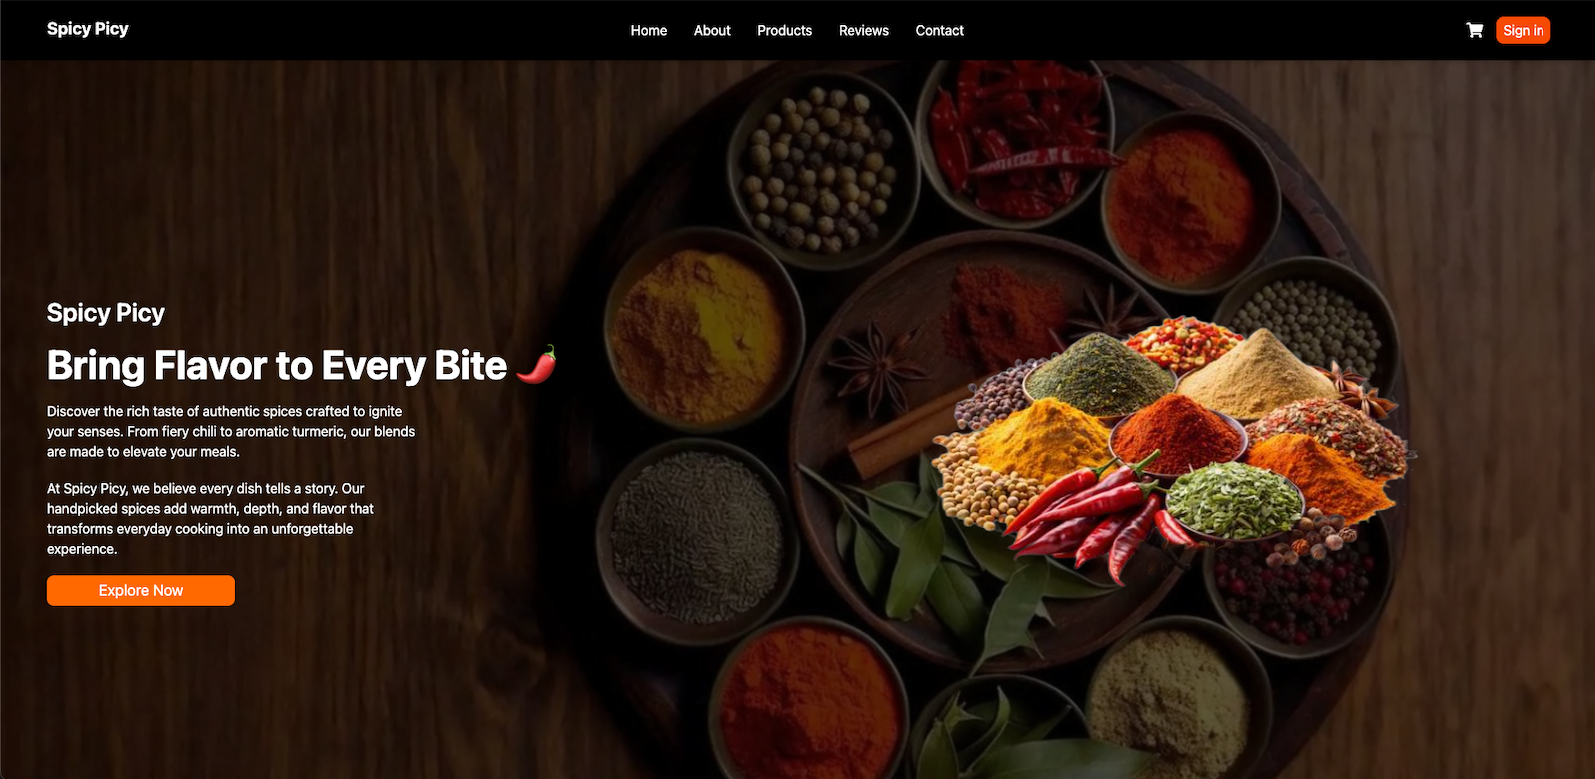 Spicy Picy
Home About Products Reviews Contact
Sign in
Spicy Picy
Bring Flavor to Every Bite 🌶️
Discover the rich taste of authentic spices crafted to ignite
your senses. From fiery chili to aromatic turmeric, our blends
are made to elevate your meals.
At Spicy Picy, we believe every dish tells a story. Our
handpicked spices add warmth, depth, and flavor that
transforms everyday cooking into an unforgettable
experience.
Explore Now